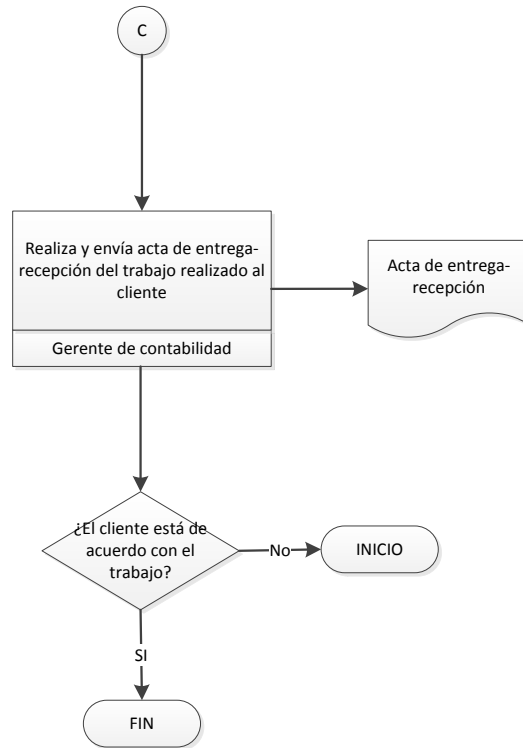 C
Realiza y envía acta de entrega-
recepción del trabajo realizado al
cliente
Gerente de contabilidad
Acta de entrega-
recepción
¿El cliente está de
acuerdo con el
trabajo?
No
INICIO
SI
FIN